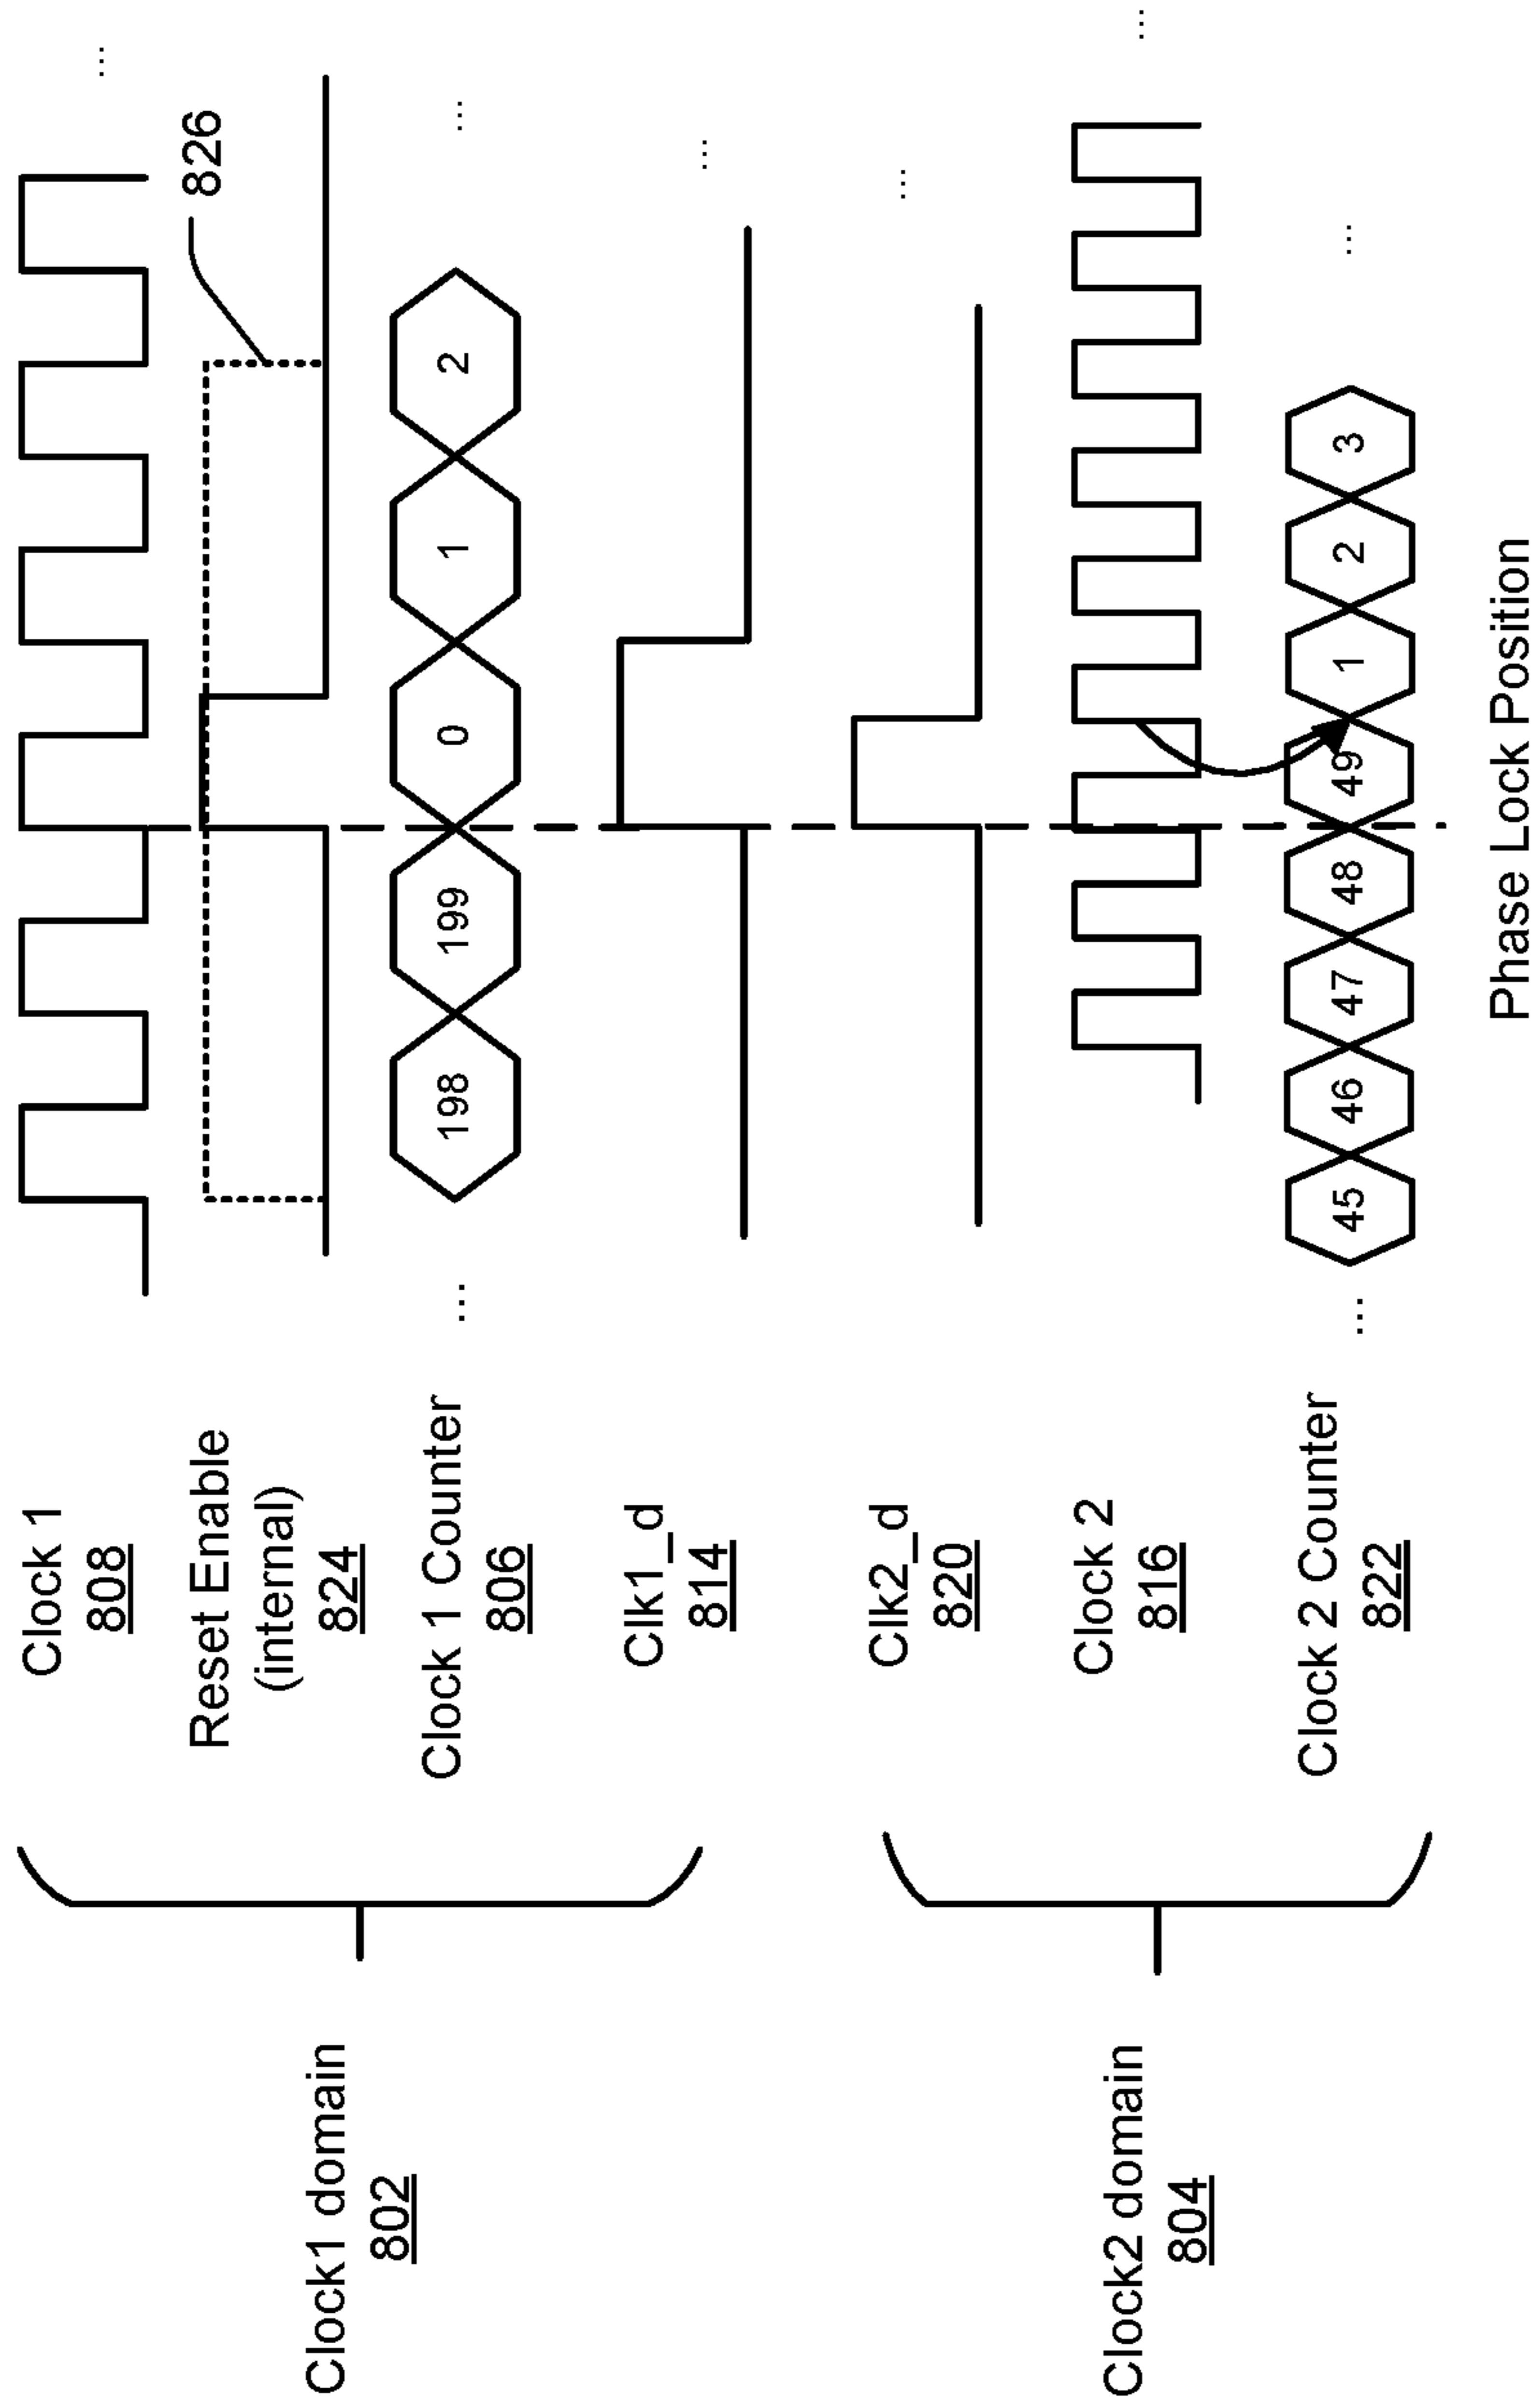 Clock1 domain
802
Clock 1
808
...
Reset Enable
(internal)
824
826
Clock 1 Counter
806
...
198
199
0
1
2
...
Clk1_d
814
...
Clock2 domain
804
Clk2_d
820
...
Clock 2
816
...
Clock 2 Counter
822
...
45
46
47
48
49
1
2
3
...
Phase Lock Position